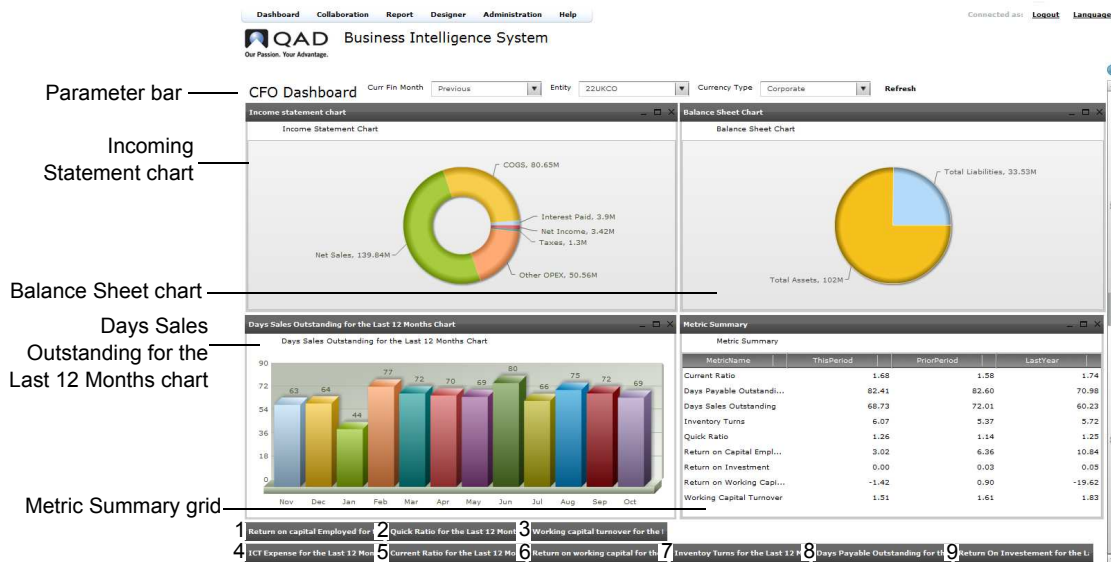 Dashboard Collaboration Report Designer Administration Help
Connected as: Logout Language
QAD Business Intelligence System
Our Passion. Your Advantage.
Parameter bar
CFO Dashboard Curr Fin Month Previous Entity 22UKCO Currency Type Corporate Refresh
Income statement chart
Income Statement Chart
Incoming
Statement chart
COGS, 80.65M
Interest Paid, 3.9M
Net Income, 3.42M
Taxes, 1.3M
Net Sales, 139.84M
Other OPEX, 50.56M
Balance Sheet Chart
Balance Sheet Chart
Total Liabilities, 33.53M
Total Assets, 102M
Balance Sheet chart
Days Sales
Outstanding for the
Last 12 Months chart
Days Sales Outstanding for the Last 12 Months Chart
Days Sales Outstanding for the Last 12 Months Chart
90
72
54
36
18
0
63 64 44 77 72 70 69 80 66 75 72 69
Nov Dec Jan Feb Mar Apr May Jun Jul Aug Sep Oct
Metric Summary
Metric Summary
MetricName ThisPeriod PriorPeriod LastYear
Current Ratio 1.68 1.58 1.74
Days Payable Outstandi... 82.41 82.60 70.98
Days Sales Outstanding 68.73 72.01 60.23
Inventory Turns 6.07 5.37 5.72
Quick Ratio 1.26 1.14 1.25
Return on Capital Empl... 3.02 6.36 10.84
Return on Investment 0.00 0.03 0.05
Return on Working Capi... -1.42 0.90 -19.62
Working Capital Turnover 1.51 1.61 1.83
Metric Summary grid
1 Return on capital Employed for 2 Quick Ratio for the Last 12 Mont 3 Working capital turnover for the
4 ICT Expense for the Last 12 Mon 5 Current Ratio for the Last 12 Mo 6 Return on working capital for the 7 Inventoy Turns for the Last 12 M 8 Days Payable Outstanding for th 9 Return On Investement for the La